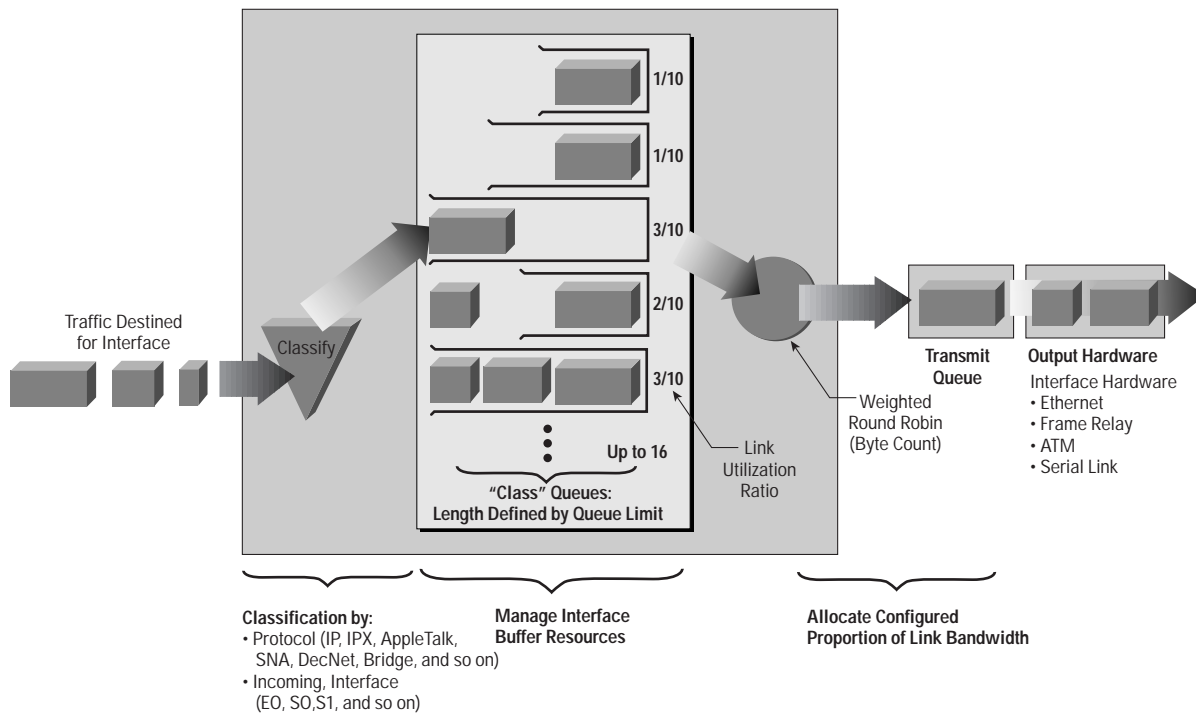 1/10
1/10
3/10
2/10
3/10
Traffic Destined
for Interface
Classify
Up to 16
"Class" Queues:
Length Defined by Queue Limit
Link
Utilization
Ratio
Weighted
Round Robin
(Byte Count)
Transmit
Queue
Output Hardware
Interface Hardware
• Ethernet
• Frame Relay
• ATM
• Serial Link
Classification by:
• Protocol (IP, IPX, AppleTalk,
SNA, DecNet, Bridge, and so on)
• Incoming, Interface
(EO, SO,S1, and so on)
Manage Interface
Buffer Resources
Allocate Configured
Proportion of Link Bandwidth